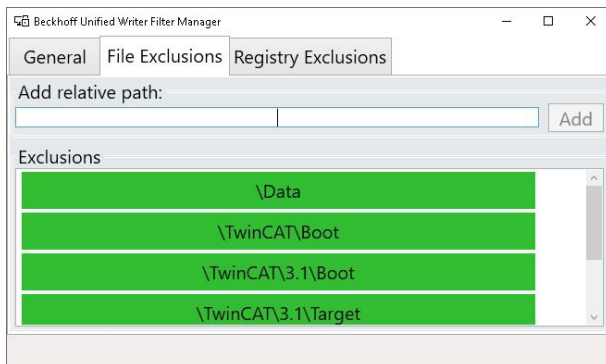 Beckhoff Unified Writer Filter Manager
General File Exclusions Registry Exclusions
Add relative path:
Add
Exclusions
\Data
\TwinCAT\Boot
\TwinCAT\3.1\Boot
\TwinCAT\3.1\Target